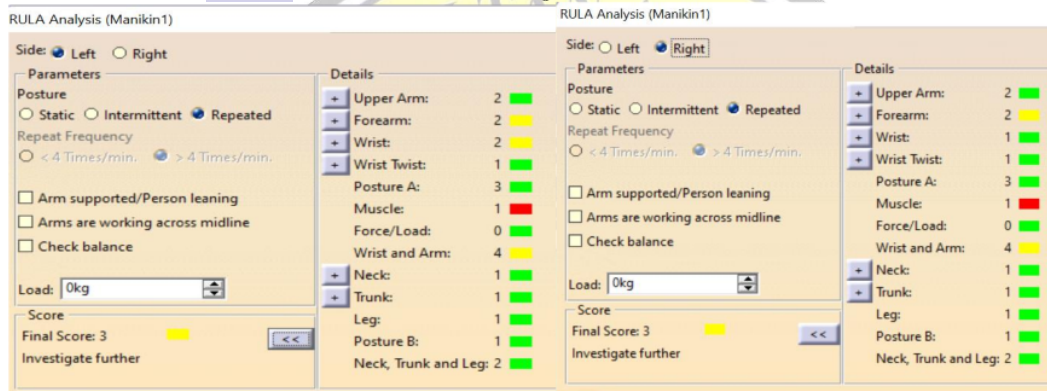 RULA Analysis (Manikin1)
Side: Left Right
Parameters
Posture
Static Intermittent Repeated
Repeat Frequency
< 4 Times/min. > 4 Times/min.
Arm supported/Person leaning
Arms are working across midline
Check balance
Load: 0kg
Score
Final Score: 3
<<
Investigate further
Details
+ Upper Arm: 2
+ Forearm: 2
+ Wrist: 2
+ Wrist Twist: 1
Posture A: 3
Muscle: 1
Force/Load: 0
Wrist and Arm: 4
+ Neck: 1
+ Trunk: 1
Leg: 1
Posture B: 1
Neck, Trunk and Leg: 2
RULA Analysis (Manikin1)
Side: Left Right
Parameters
Posture
Static Intermittent Repeated
Repeat Frequency
< 4 Times/min. > 4 Times/min.
Arm supported/Person leaning
Arms are working across midline
Check balance
Load: 0kg
Score
Final Score: 3
<<
Investigate further
Details
+ Upper Arm: 2
+ Forearm: 2
+ Wrist: 1
+ Wrist Twist: 1
Posture A: 3
Muscle: 1
Force/Load: 0
Wrist and Arm: 4
+ Neck: 1
+ Trunk: 1
Leg: 1
Posture B: 1
Neck, Trunk and Leg: 2